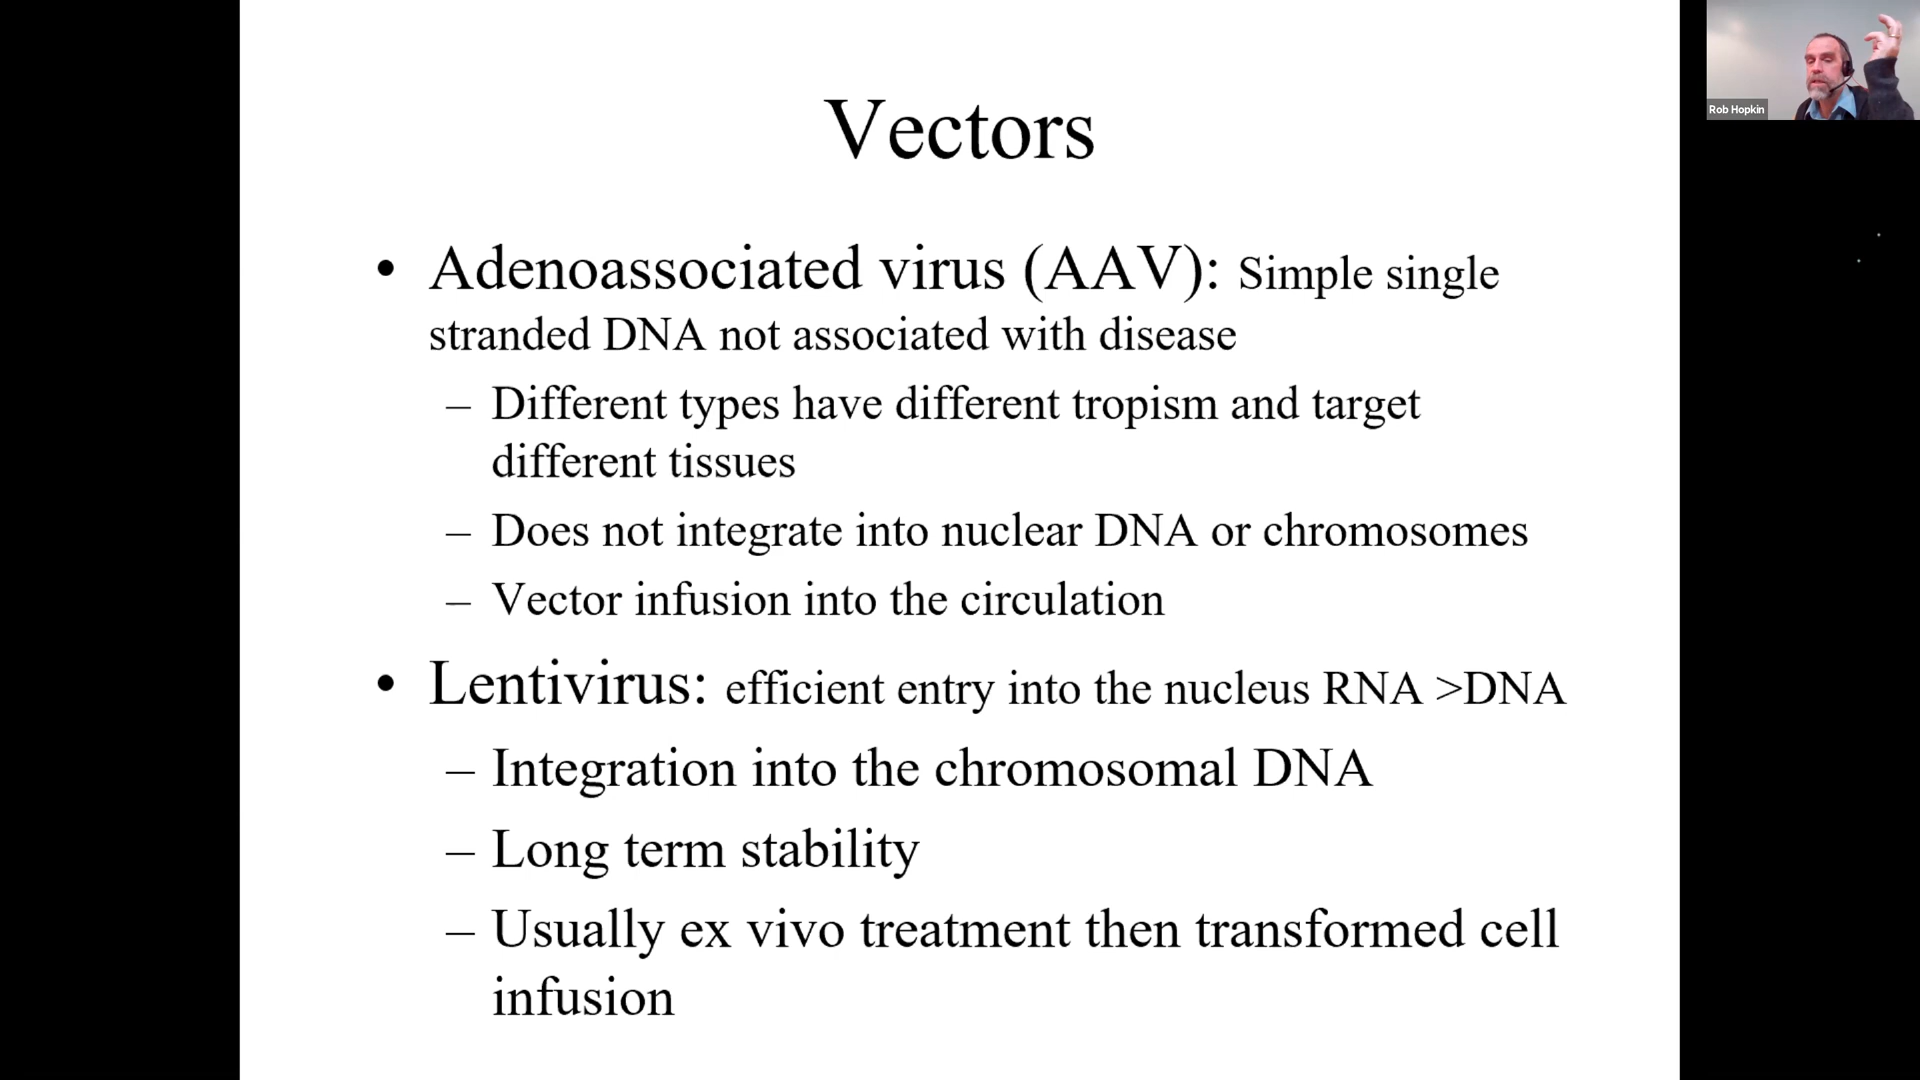 Vectors
• Adenoassociated virus (AAV): Simple single
stranded DNA not associated with disease
– Different types have different tropism and target
different tissues
– Does not integrate into nuclear DNA or chromosomes
– Vector infusion into the circulation
• Lentivirus: efficient entry into the nucleus RNA >DNA
– Integration into the chromosomal DNA
– Long term stability
– Usually ex vivo treatment then transformed cell
infusion
Rob Hopkin